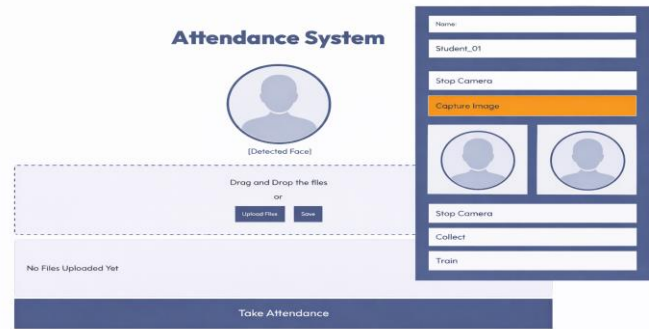 Attendance System
[Detected Face]
Drag and Drop the files
or
Upload Files Save
No Files Uploaded Yet
Take Attendance
Name:
Student_01
Stop Camera
Capture Image
Stop Camera
Collect
Train